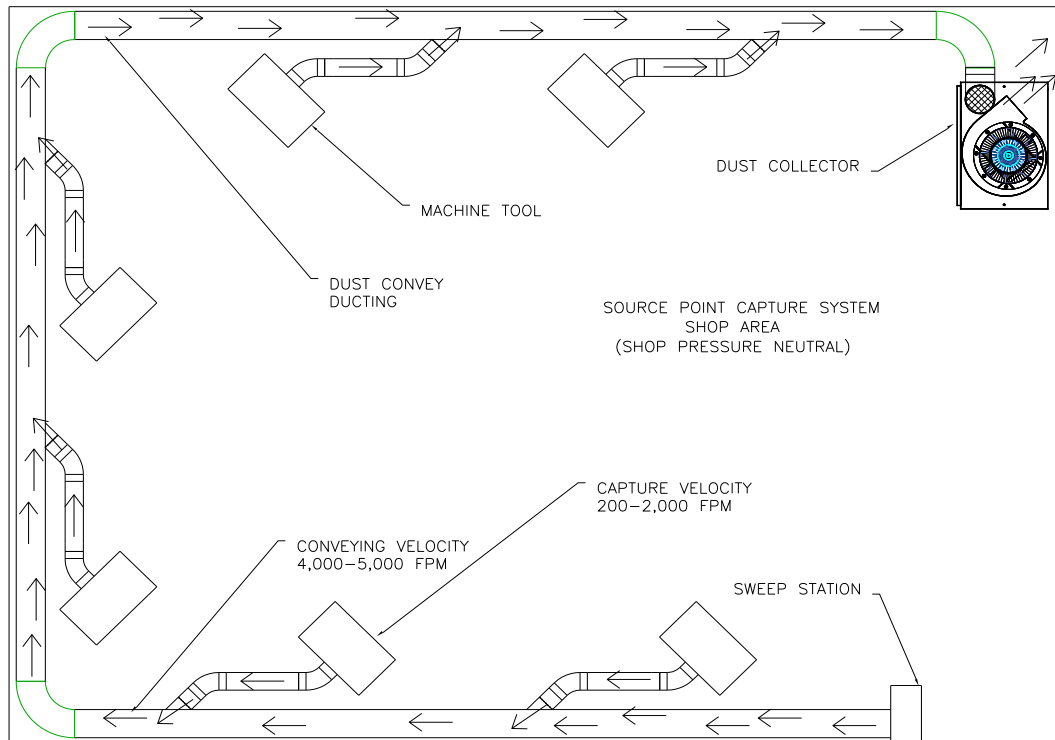 DUST COLLECTOR
MACHINE TOOL
DUST CONVEY
DUCTING
SOURCE POINT CAPTURE SYSTEM
SHOP AREA
(SHOP PRESSURE NEUTRAL)
CAPTURE VELOCITY
200-2,000 FPM
CONVEYING VELOCITY
4,000-5,000 FPM
SWEEP STATION